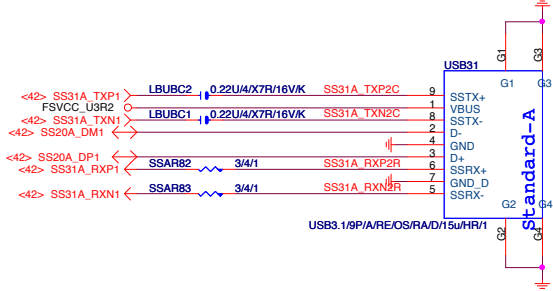 USB31
G1 G3
G1 G3
<42> SS31A_TXP1 LBUBC2 0.22U/4/X7R/16V/K SS31A_TXP2C 9 SSTX+
FSVCC_U3R2 1 VBUS
<42> SS31A_TXN1 LBUBC1 0.22U/4/X7R/16V/K SS31A_TXN2C 8 SSTX-
<42> SS20A_DM1 2 D-
4 GND
<42> SS20A_DP1 3 D+
<42> SS31A_RXP1 SSAR82 3/4/1 SS31A_RXP2R 6 SSRX+
7 GND_D
<42> SS31A_RXN1 SSAR83 3/4/1 SS31A_RXN2R 5 SSRX-
Standard-A
G2 G4
USB3.1/9P/A/RE/OS/RA/D/15u/HR/1
G2 G4